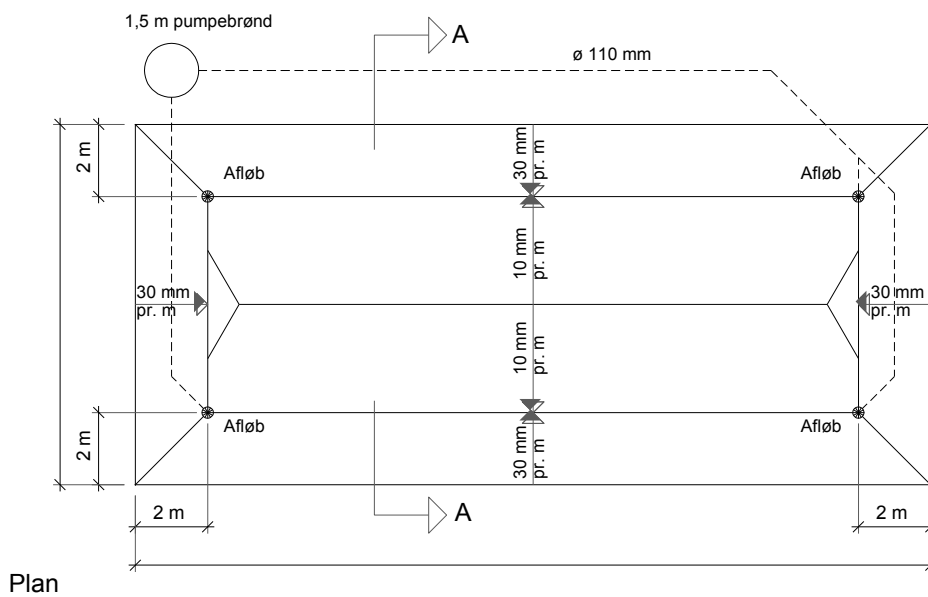 1,5 m pumpebrønd
A
ø 110 mm
2 m
Afløb
30 mm
pr. m
Afløb
10 mm
pr. m
30 mm
pr. m
30 mm
pr. m
10 mm
pr. m
2 m
Afløb
30 mm
pr. m
Afløb
2 m
A
2 m
Plan